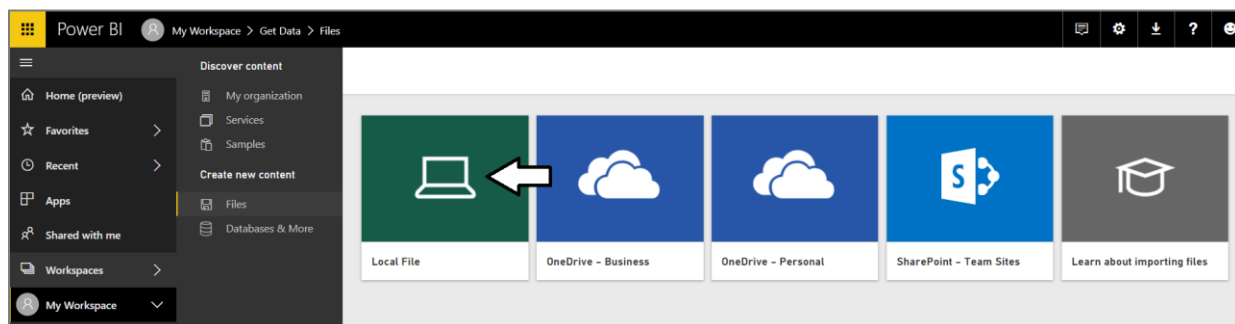 Power BI
My Workspace > Get Data > Files
?
Home (preview)
Favorites
Recent
Apps
Shared with me
Workspaces
My Workspace
Discover content
My organization
Services
Samples
Create new content
Files
Databases & More
S
Local File
OneDrive – Business
OneDrive – Personal
SharePoint – Team Sites
Learn about importing files